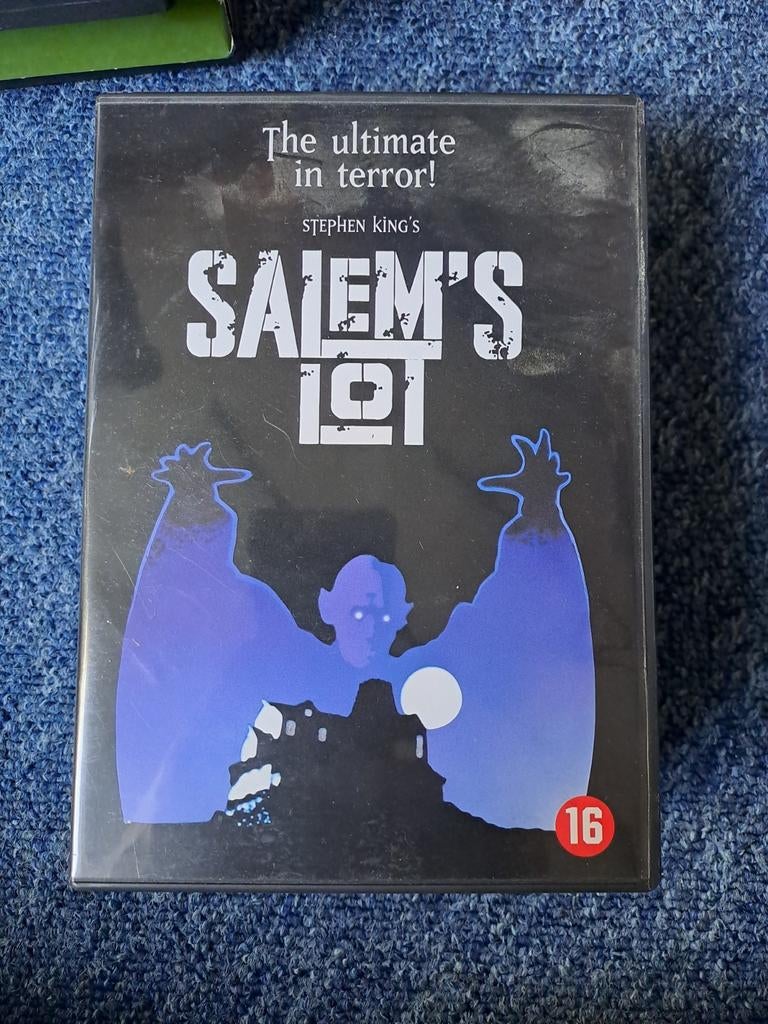 The ultimate
in terror!
STEPHEN KING'S
SALEM'S
LOT
16